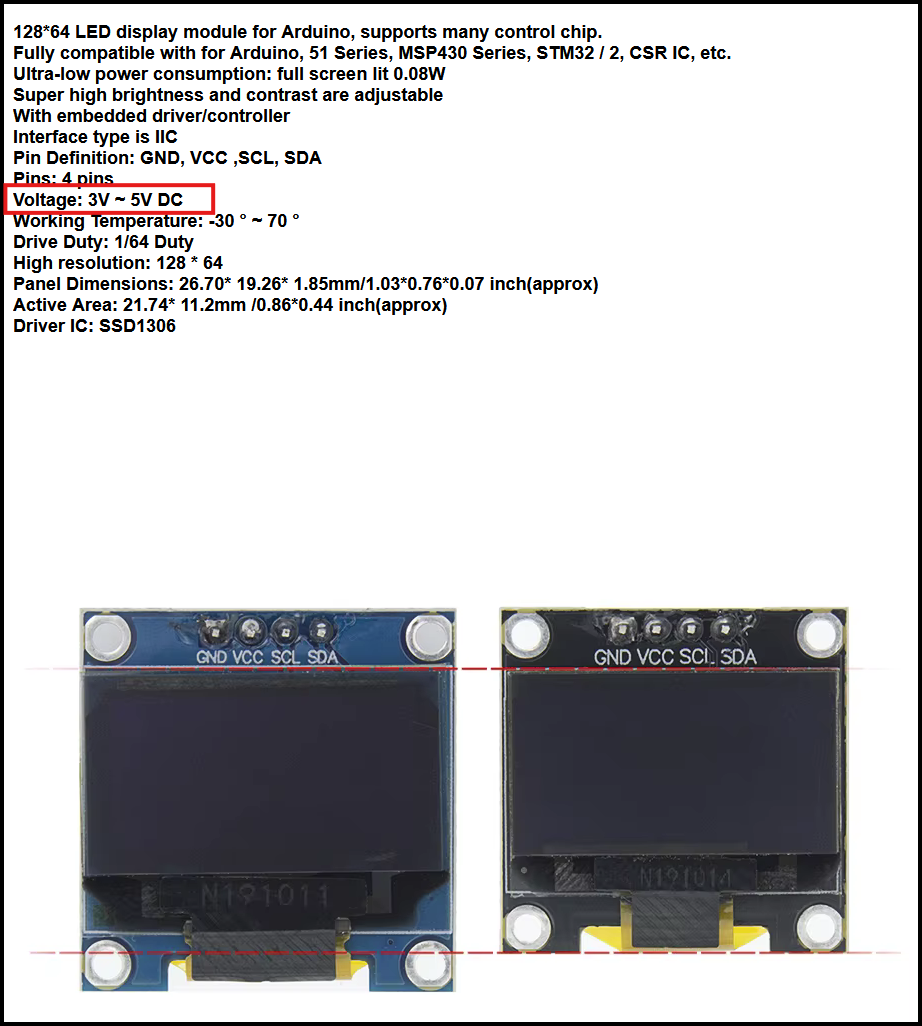 128*64 LED display module for Arduino, supports many control chip.
Fully compatible with for Arduino, 51 Series, MSP430 Series, STM32 / 2, CSR IC, etc.
Ultra-low power consumption: full screen lit 0.08W
Super high brightness and contrast are adjustable
With embedded driver/controller
Interface type is IIC
Pin Definition: GND, VCC ,SCL, SDA
Pins: 4 pins
Voltage: 3V ~ 5V DC
Working Temperature: -30 ° ~ 70 °
Drive Duty: 1/64 Duty
High resolution: 128 * 64
Panel Dimensions: 26.70* 19.26* 1.85mm/1.03*0.76*0.07 inch(approx)
Active Area: 21.74* 11.2mm /0.86*0.44 inch(approx)
Driver IC: SSD1306
GND VCC SCL SDA
GND VCC SCL SDA
N191011
N191014